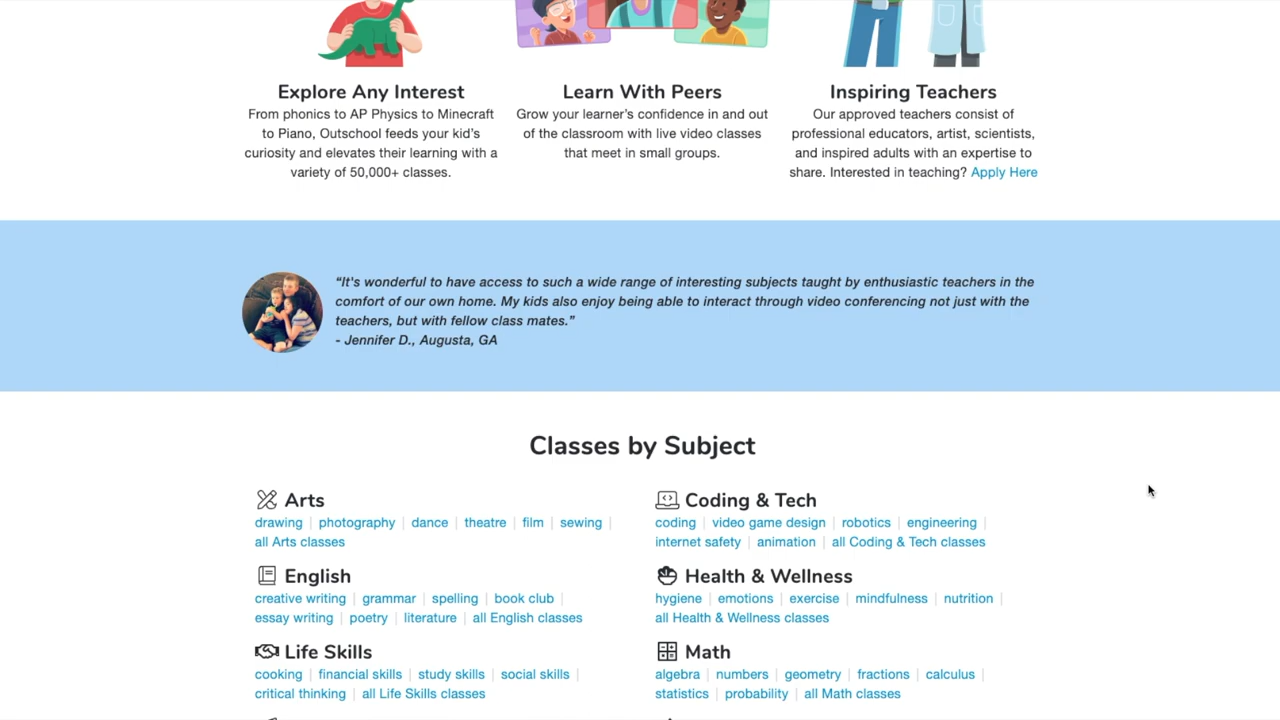 Explore Any Interest
From phonics to AP Physics to Minecraft
to Piano, Outschool feeds your kid's
curiosity and elevates their learning with a
variety of 50,000+ classes.
Learn With Peers
Grow your learner's confidence in and out
of the classroom with live video classes
that meet in small groups.
Inspiring Teachers
Our approved teachers consist of
professional educators, artist, scientists,
and inspired adults with an expertise to
share. Interested in teaching? Apply Here
“It's wonderful to have access to such a wide range of interesting subjects taught by enthusiastic teachers in the
comfort of our own home. My kids also enjoy being able to interact through video conferencing not just with the
teachers, but with fellow class mates.”
- Jennifer D., Augusta, GA
Classes by Subject
Arts
drawing | photography | dance | theatre | film | sewing |
all Arts classes
Coding & Tech
coding | video game design | robotics | engineering |
internet safety | animation | all Coding & Tech classes
English
creative writing | grammar | spelling | book club |
essay writing | poetry | literature | all English classes
Health & Wellness
hygiene | emotions | exercise | mindfulness | nutrition |
all Health & Wellness classes
Life Skills
cooking | financial skills | study skills | social skills |
critical thinking | all Life Skills classes
Math
algebra | numbers | geometry | fractions | calculus |
statistics | probability | all Math classes